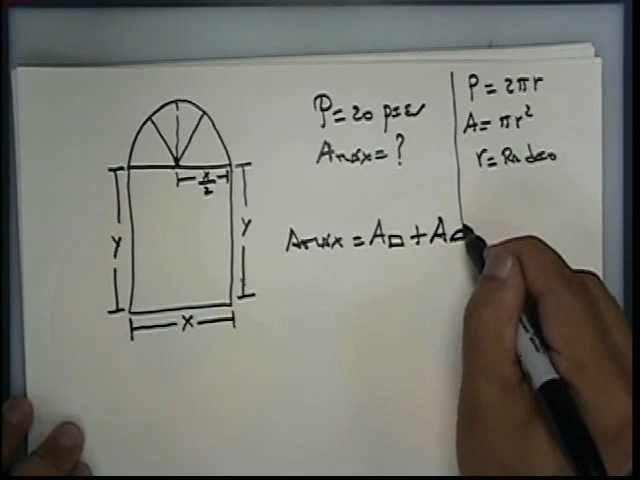 P = 20 pies
Amax = ?
P = 2πr
A = πr²
r = Radio
x/2
y
y
x
Amax = A□ + A⌓